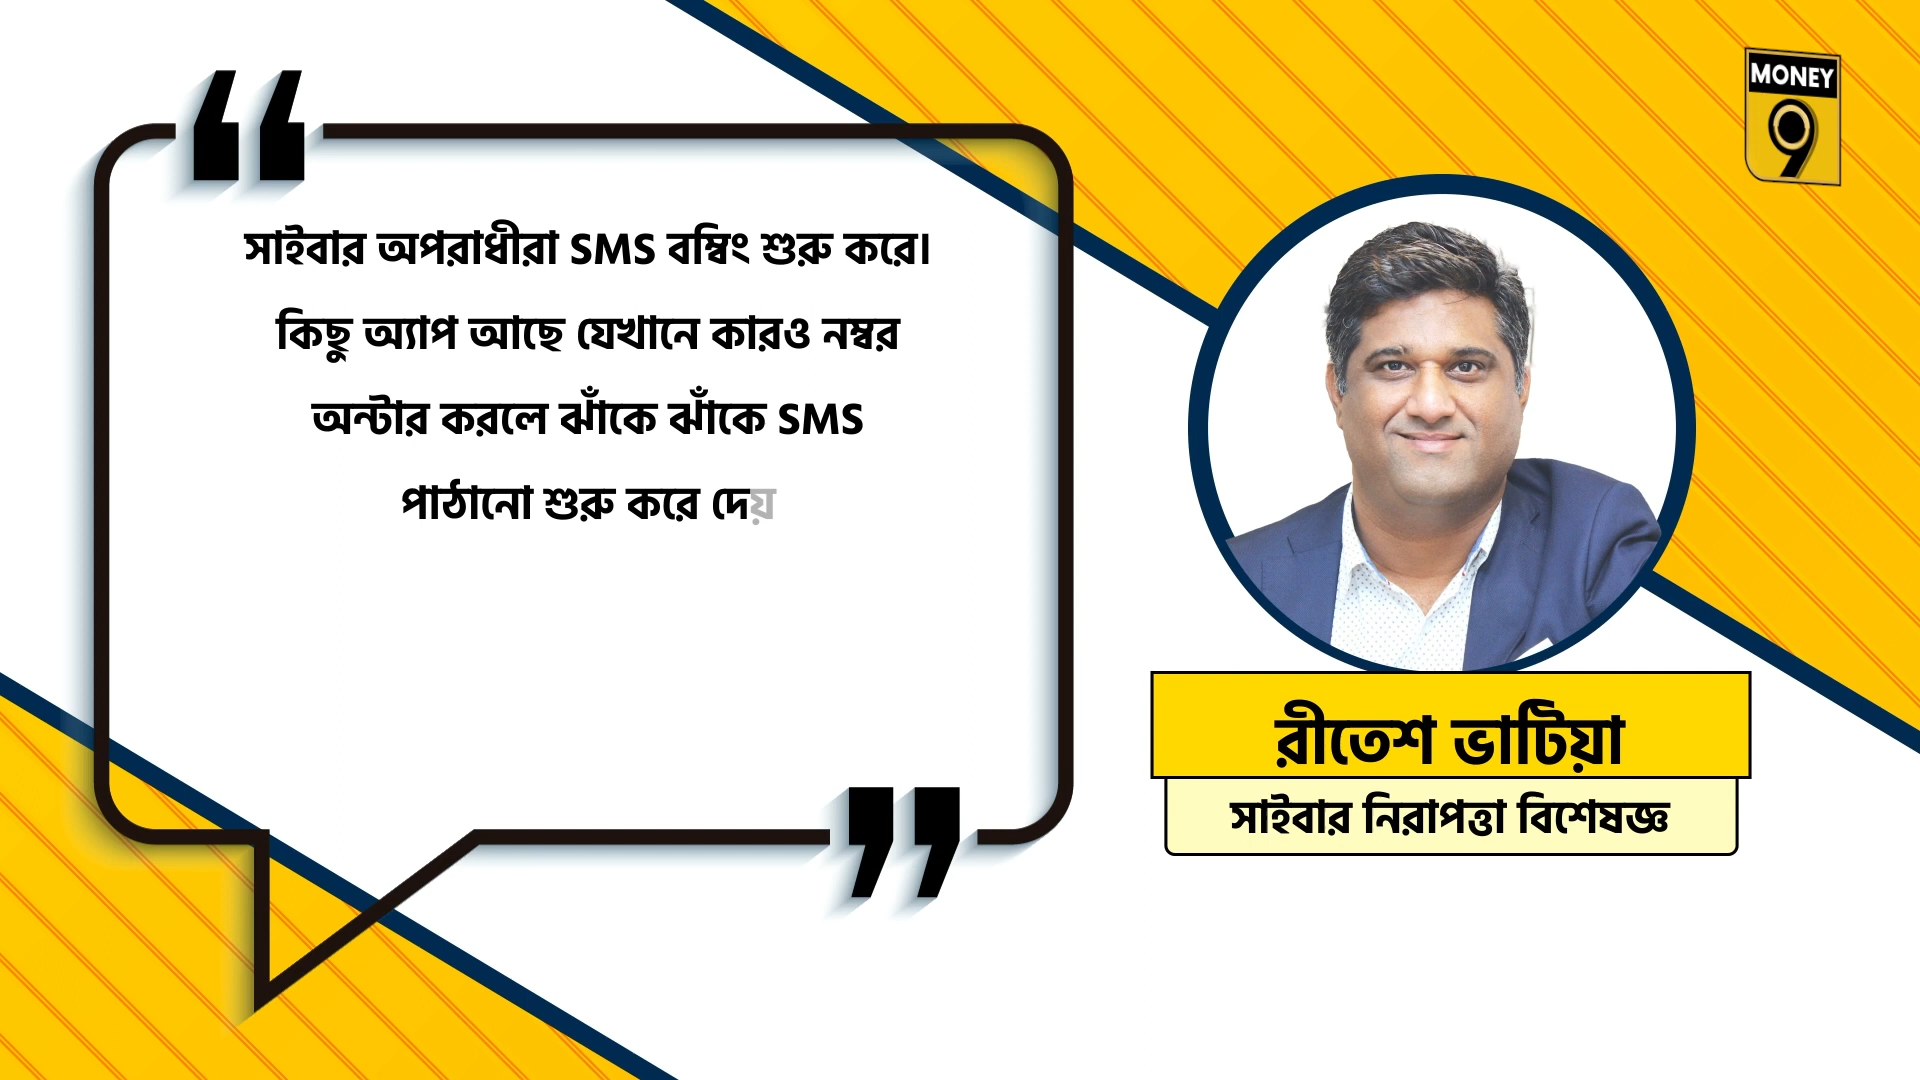 সাইবার অপরাধীরা SMS বম্বিং শুরু করে।
কিছু অ্যাপ আছে যেখানে কারও নম্বর
অন্টার করলে ঝাঁকে ঝাঁকে SMS
পাঠানো শুরু করে দেয়
MONEY
9
রীতেশ ভাটিয়া
সাইবার নিরাপত্তা বিশেষজ্ঞ